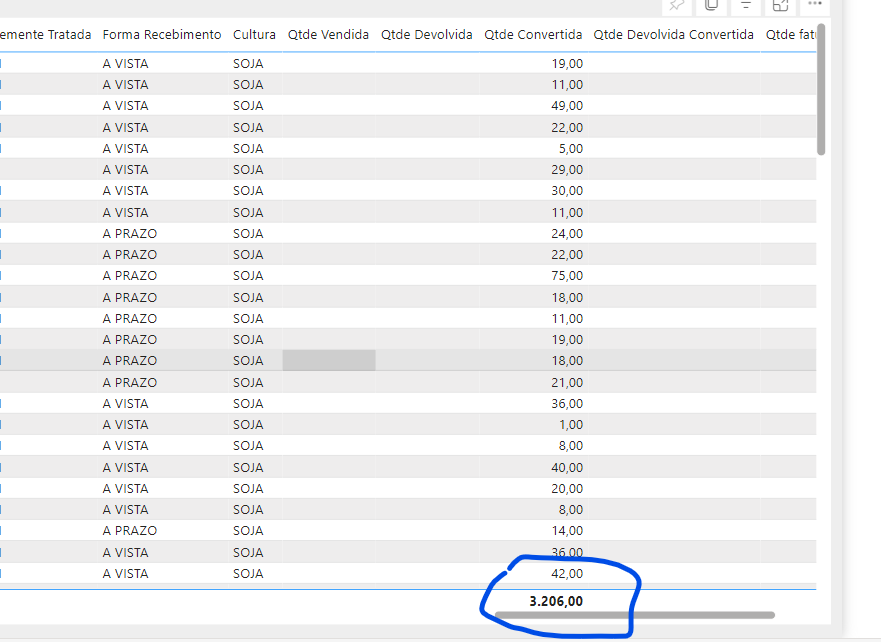 emente Tratada Forma Recebimento Cultura Qtde Vendida Qtde Devolvida Qtde Convertida Qtde Devolvida Convertida Qtde fatu
A VISTA SOJA 19,00
A VISTA SOJA 11,00
A VISTA SOJA 49,00
A VISTA SOJA 22,00
A VISTA SOJA 5,00
A VISTA SOJA 29,00
A VISTA SOJA 30,00
A VISTA SOJA 11,00
A PRAZO SOJA 24,00
A PRAZO SOJA 22,00
A PRAZO SOJA 75,00
A PRAZO SOJA 18,00
A PRAZO SOJA 11,00
A PRAZO SOJA 19,00
A PRAZO SOJA 18,00
A PRAZO SOJA 21,00
A VISTA SOJA 36,00
A VISTA SOJA 1,00
A VISTA SOJA 8,00
A VISTA SOJA 40,00
A VISTA SOJA 20,00
A VISTA SOJA 8,00
A PRAZO SOJA 14,00
A VISTA SOJA 36,00
A VISTA SOJA 42,00
3.206,00